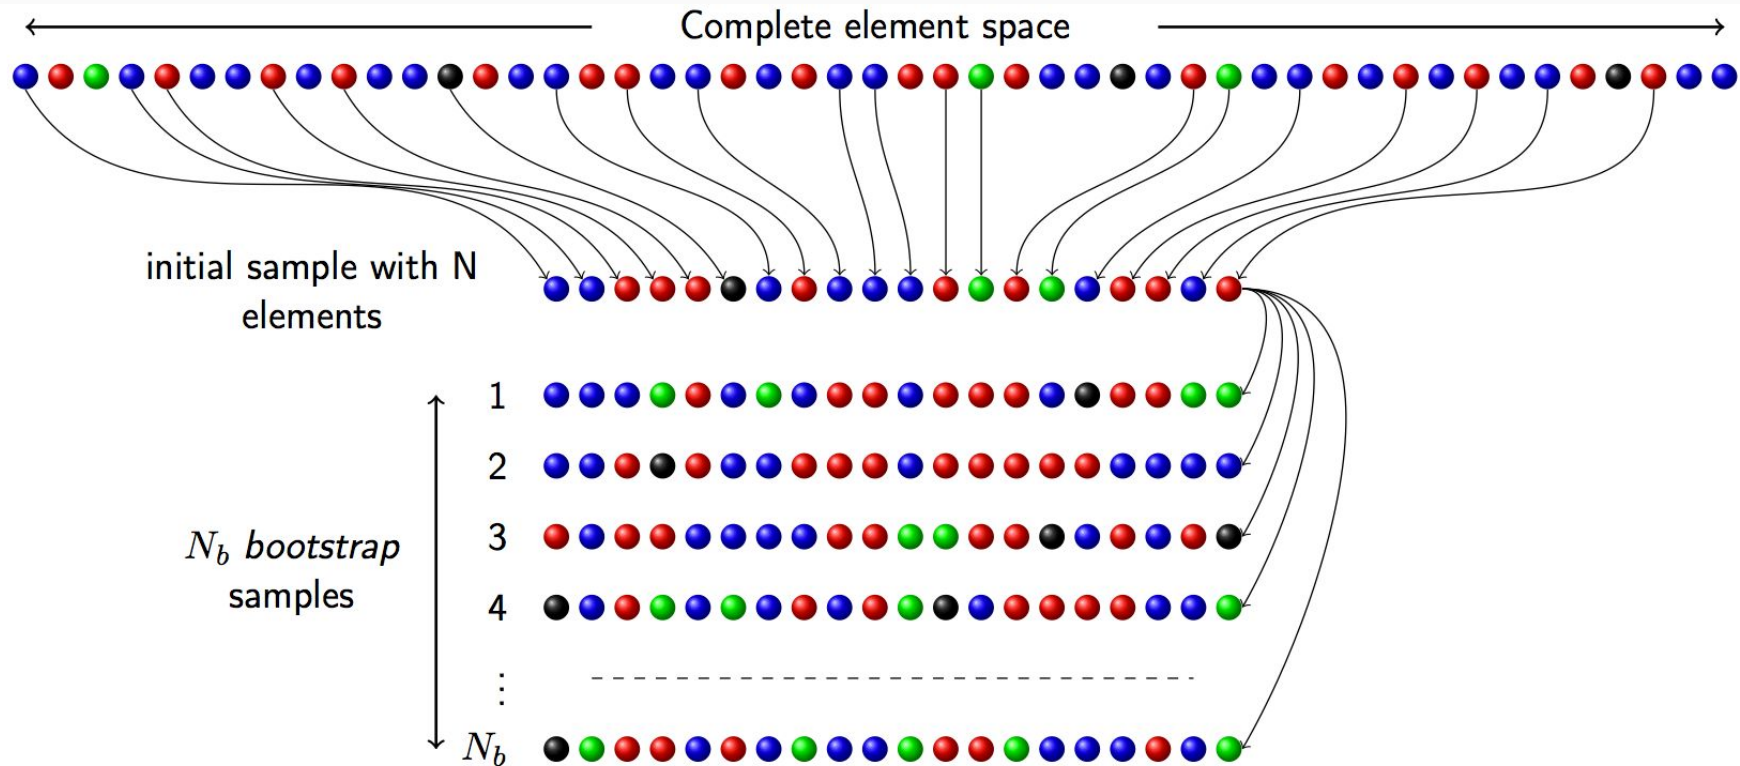 Complete element space
initial sample with N
elements
1
2
3
4
⋮
N_b
N_b bootstrap
samples